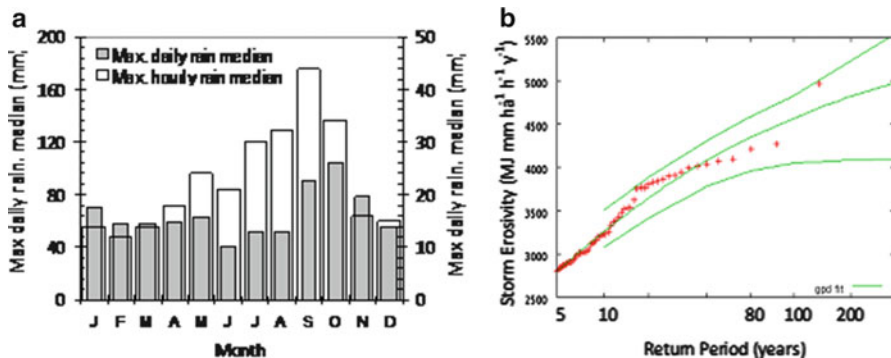 a
Max daily rain. median (mm)
200
160
120
80
40
0
Max. daily rain median
Max. hourly rain median
50
40
30
20
10
0
Max daily rain. median (mm)
J F M A M J J A S O N D
Month
b
Storm Erosivity (MJ mm ha¹ h⁻¹ y⁻¹)
5500
5000
4500
4000
3500
3000
2500
gpd fit
5 10 80 100 200
Return Period (years)